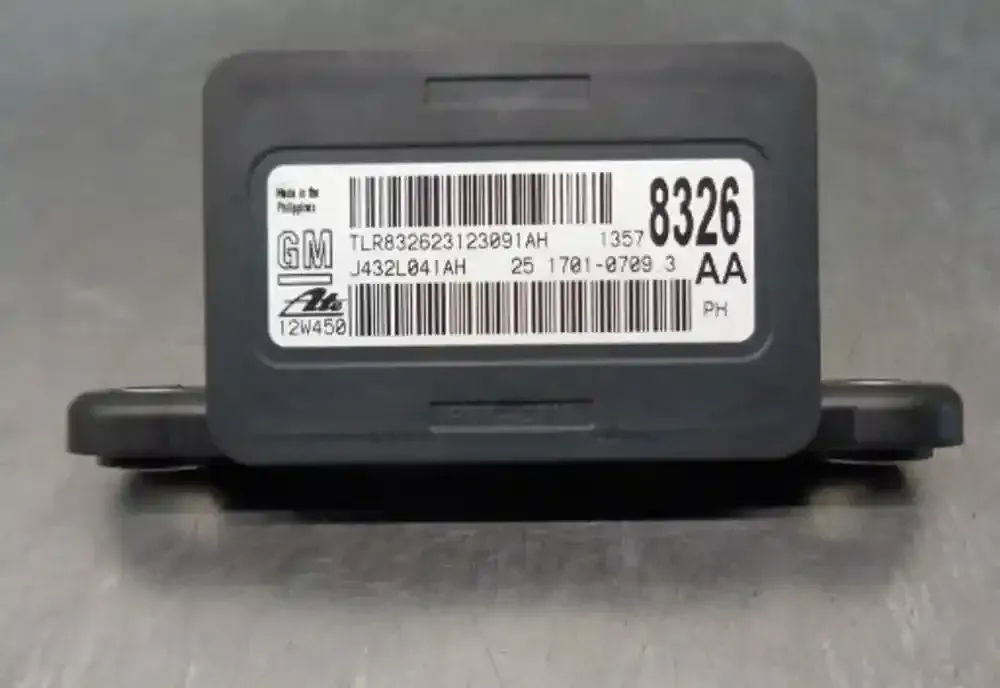 Made in the
Philippines
GM
TLR832623123091AH 1357 8326
J432L041AH 25 1701-0709 3 AA
Ate
12W450 PH